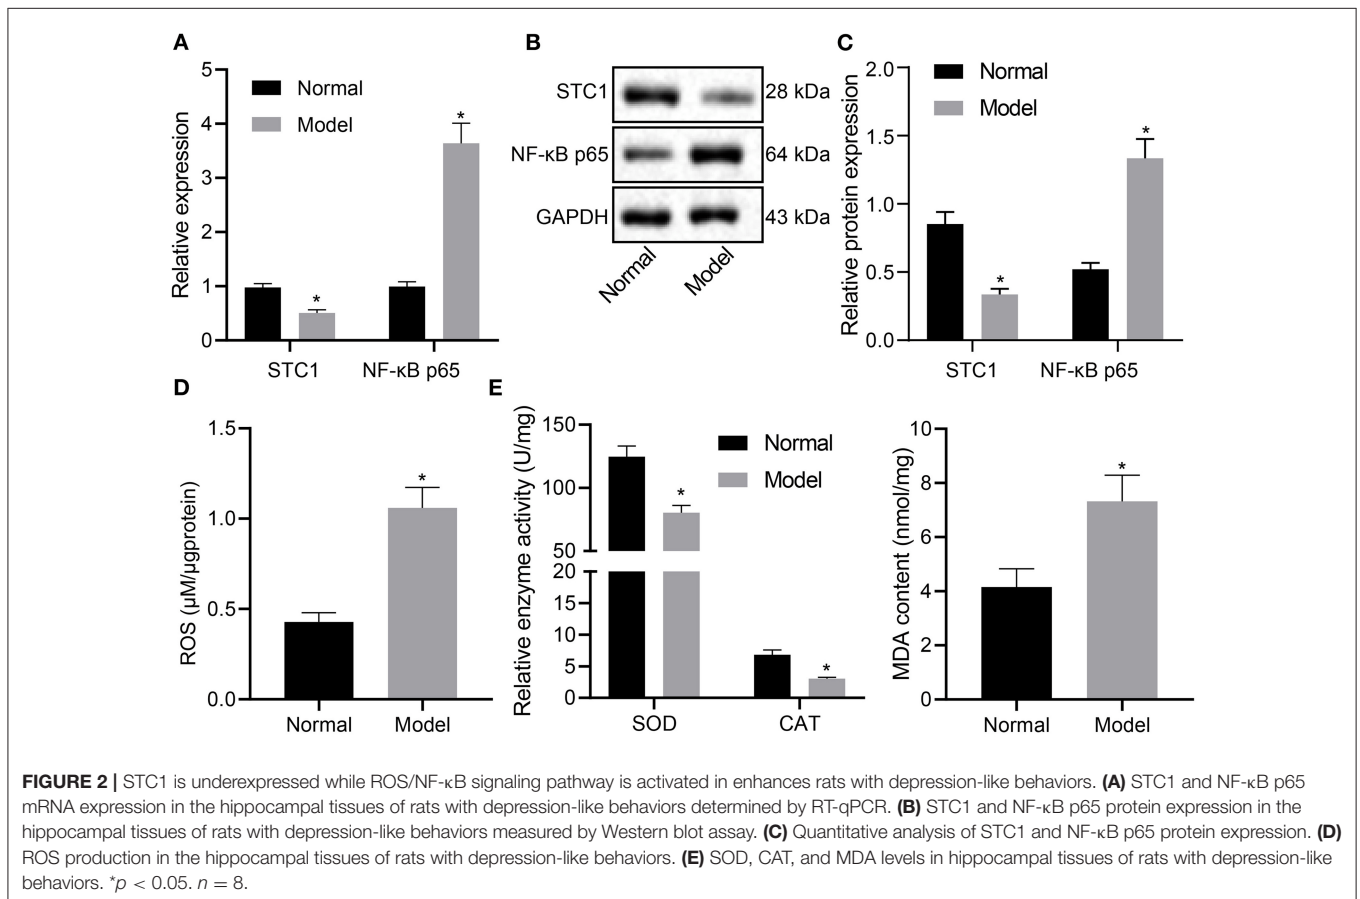 A
Relative expression
5
4
3
2
1
0
Normal
Model
*
*
STC1
NF-κB p65
B
STC1
28 kDa
NF-κB p65
64 kDa
GAPDH
43 kDa
Normal
Model
C
Relative protein expression
2.0
1.5
1.0
0.5
0.0
Normal
Model
*
*
STC1
NF-κB p65
D
ROS (μM/μgprotein)
1.5
1.0
0.5
0.0
*
Normal
Model
E
Relative enzyme activity (U/mg)
150
100
50
20
15
10
5
0
Normal
Model
*
*
SOD
CAT
MDA content (nmol/mg)
10
8
6
4
2
0
*
Normal
Model
FIGURE 2 | STC1 is underexpressed while ROS/NF-κB signaling pathway is activated in enhances rats with depression-like behaviors. (A) STC1 and NF-κB p65
mRNA expression in the hippocampal tissues of rats with depression-like behaviors determined by RT-qPCR. (B) STC1 and NF-κB p65 protein expression in the
hippocampal tissues of rats with depression-like behaviors measured by Western blot assay. (C) Quantitative analysis of STC1 and NF-κB p65 protein expression. (D)
ROS production in the hippocampal tissues of rats with depression-like behaviors. (E) SOD, CAT, and MDA levels in hippocampal tissues of rats with depression-like
behaviors. *p < 0.05. n = 8.